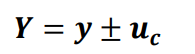 Y = y ± u_c